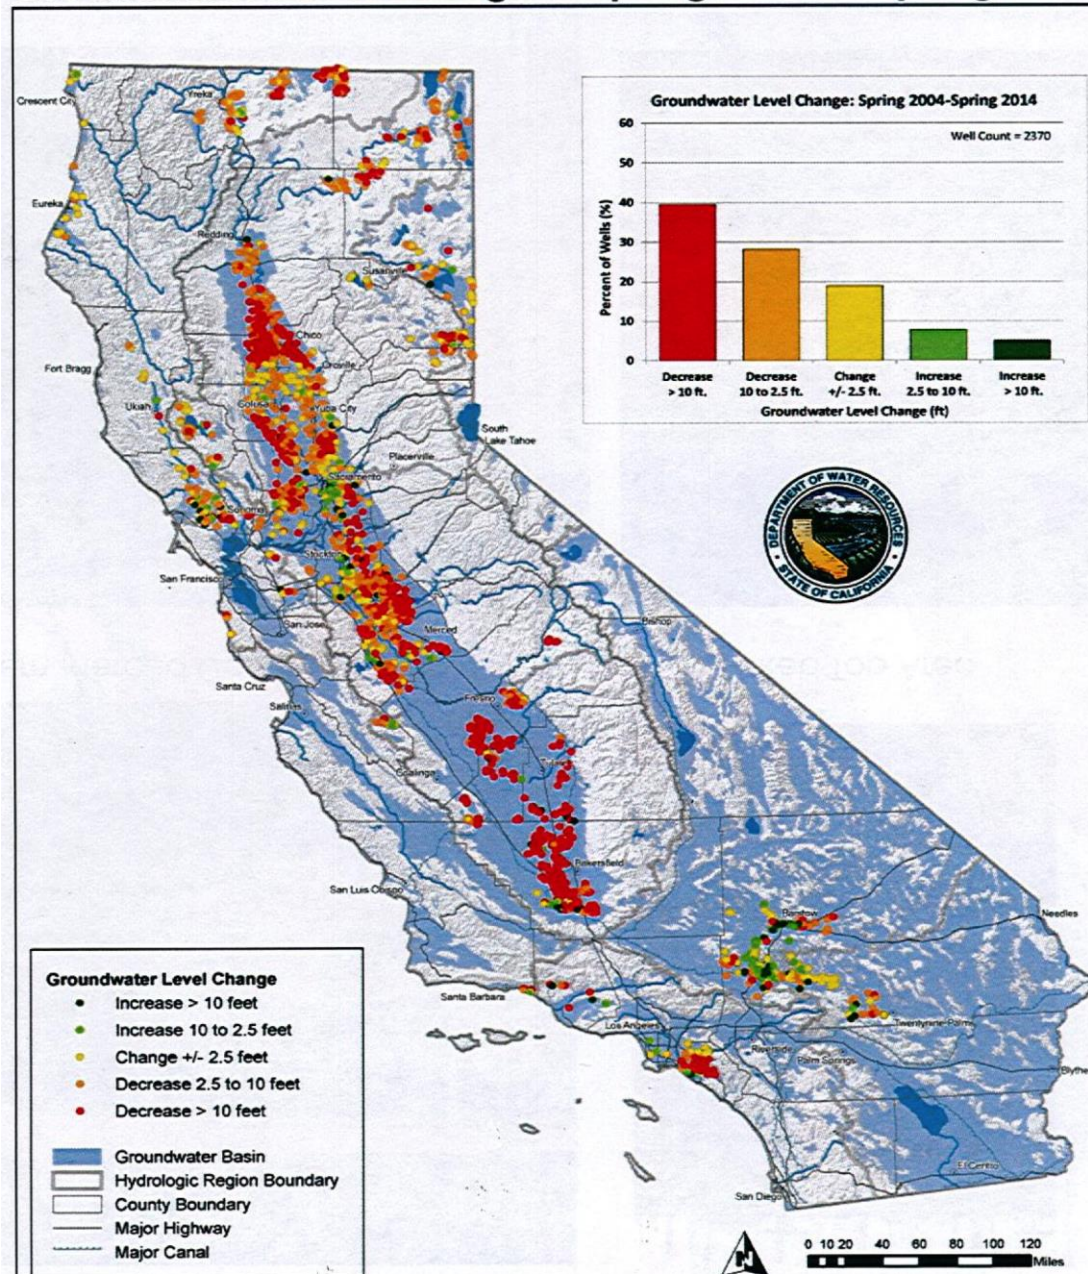 Groundwater Level Change: Spring 2004-Spring 2014
Well Count = 2370
Percent of Wells (%)
60
50
40
30
20
10
0
Decrease
> 10 ft.
Decrease
10 to 2.5 ft.
Change
+/- 2.5 ft.
Increase
2.5 to 10 ft.
Increase
> 10 ft.
Groundwater Level Change (ft)
DEPARTMENT OF WATER RESOURCES
STATE OF CALIFORNIA
Crescent City
Yreka
Eureka
Redding
Susanville
Chico
Fort Bragg
Oroville
Ukiah
Colusa
Yuba City
South
Lake Tahoe
Placerville
Sacramento
Sonoma
Stockton
San Francisco
San Jose
Merced
Bishop
Santa Cruz
Salinas
Fresno
Coalinga
Tulare
Bakersfield
San Luis Obispo
Barstow
Needles
Santa Barbara
Los Angeles
Twentynine Palms
Riverside
Palm Springs
Blythe
El Centro
San Diego
Groundwater Level Change
Increase > 10 feet
Increase 10 to 2.5 feet
Change +/- 2.5 feet
Decrease 2.5 to 10 feet
Decrease > 10 feet
Groundwater Basin
Hydrologic Region Boundary
County Boundary
Major Highway
Major Canal
N
0 10 20 40 60 80 100 120
Miles